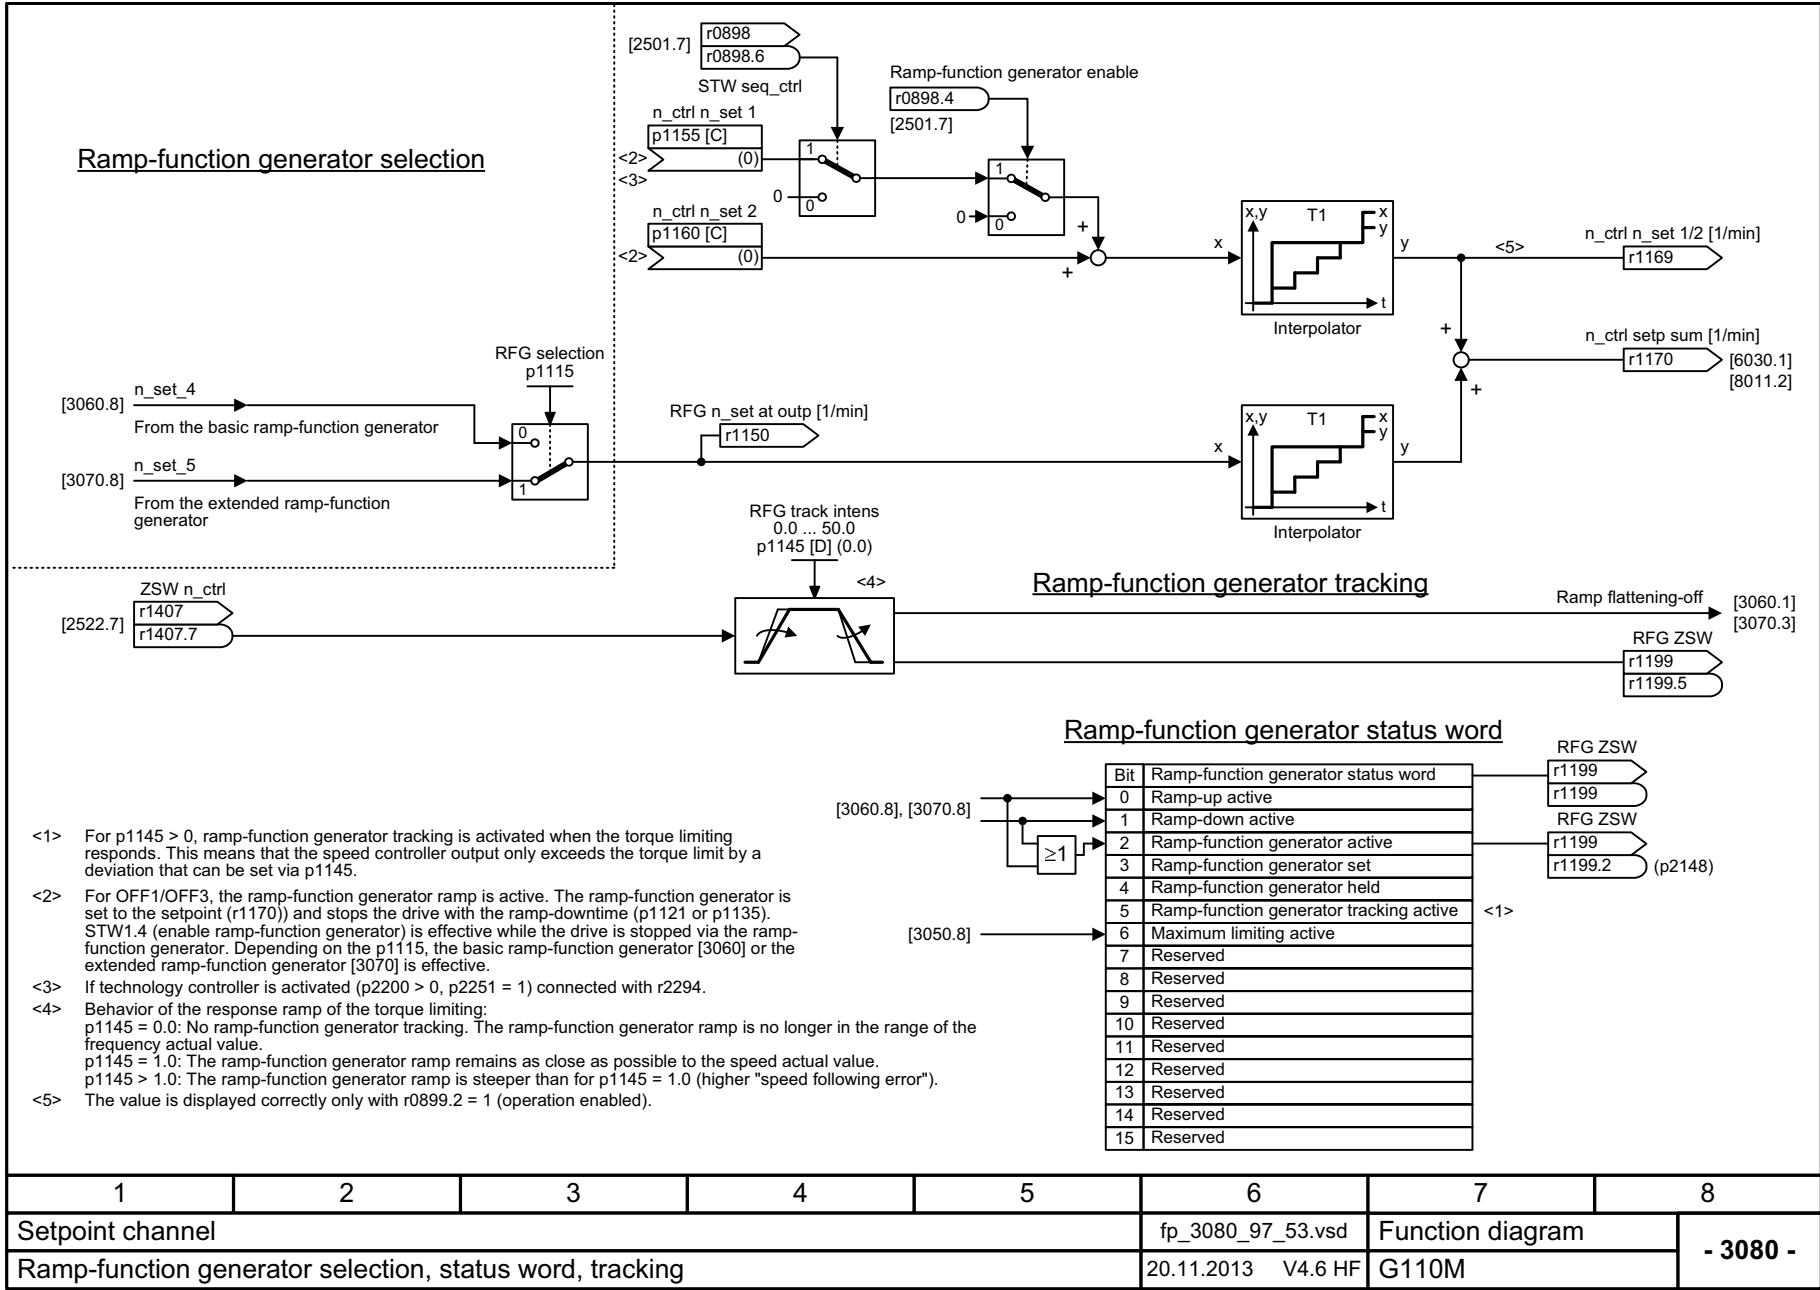 r0898
[2501.7]
r0898.6
STW seq_ctrl
Ramp-function generator enable
r0898.4
[2501.7]
n_ctrl n_set 1
p1155 [C]
<2>
(0)
<3>
1
0
0
1
0
0
Ramp-function generator selection
n_ctrl n_set 2
p1160 [C]
<2>
(0)
+
+
x
x,y
T1
x
y
t
Interpolator
y
<5>
n_ctrl n_set 1/2 [1/min]
r1169
+
n_ctrl setp sum [1/min]
r1170
[6030.1]
[8011.2]
+
RFG selection
p1115
n_set_4
[3060.8]
From the basic ramp-function generator
0
n_set_5
[3070.8]
1
From the extended ramp-function
generator
RFG n_set at outp [1/min]
r1150
x
x,y
T1
x
y
t
Interpolator
y
RFG track intens
0.0 ... 50.0
p1145 [D] (0.0)
<4>
Ramp-function generator tracking
ZSW n_ctrl
r1407
[2522.7]
r1407.7
Ramp flattening-off
[3060.1]
[3070.3]
RFG ZSW
r1199
r1199.5
Ramp-function generator status word
RFG ZSW
Bit Ramp-function generator status word
r1199
r1199
[3060.8], [3070.8]
0 Ramp-up active
1 Ramp-down active
RFG ZSW
≥1
2 Ramp-function generator active
r1199
3 Ramp-function generator set
r1199.2
(p2148)
4 Ramp-function generator held
5 Ramp-function generator tracking active
<1>
[3050.8]
6 Maximum limiting active
7 Reserved
8 Reserved
9 Reserved
10 Reserved
11 Reserved
12 Reserved
13 Reserved
14 Reserved
15 Reserved
<1> For p1145 > 0, ramp-function generator tracking is activated when the torque limiting
responds. This means that the speed controller output only exceeds the torque limit by a
deviation that can be set via p1145.
<2> For OFF1/OFF3, the ramp-function generator ramp is active. The ramp-function generator is
set to the setpoint (r1170)) and stops the drive with the ramp-downtime (p1121 or p1135).
STW1.4 (enable ramp-function generator) is effective while the drive is stopped via the ramp-
function generator. Depending on the p1115, the basic ramp-function generator [3060] or the
extended ramp-function generator [3070] is effective.
<3> If technology controller is activated (p2200 > 0, p2251 = 1) connected with r2294.
<4> Behavior of the response ramp of the torque limiting:
p1145 = 0.0: No ramp-function generator tracking. The ramp-function generator ramp is no longer in the range of the
frequency actual value.
p1145 = 1.0: The ramp-function generator ramp remains as close as possible to the speed actual value.
p1145 > 1.0: The ramp-function generator ramp is steeper than for p1145 = 1.0 (higher "speed following error").
<5> The value is displayed correctly only with r0899.2 = 1 (operation enabled).
1 2 3 4 5 6 7 8
Setpoint channel
fp_3080_97_53.vsd
Function diagram
- 3080 -
Ramp-function generator selection, status word, tracking
20.11.2013 V4.6 HF
G110M